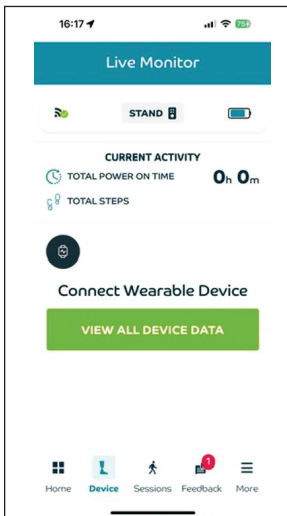 16:17
75
Live Monitor
STAND
CURRENT ACTIVITY
TOTAL POWER ON TIME 0h 0m
TOTAL STEPS
Connect Wearable Device
VIEW ALL DEVICE DATA
1
Home Device Sessions Feedback More